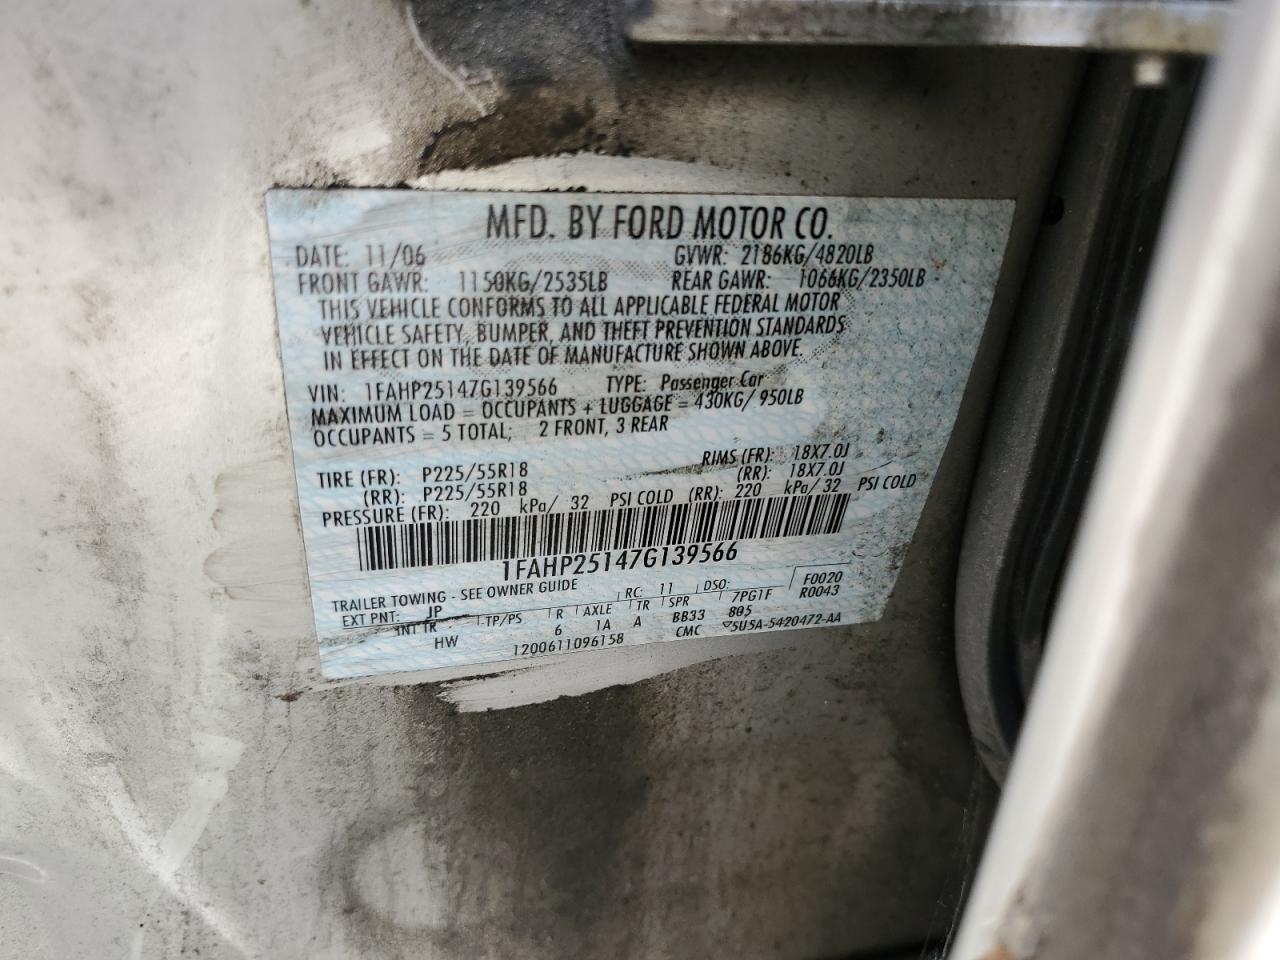 MFD. BY FORD MOTOR CO.
DATE: 11/06 GVWR: 2186KG/4820LB
FRONT GAWR: 1150KG/2535LB REAR GAWR: 1066KG/2350LB
THIS VEHICLE CONFORMS TO ALL APPLICABLE FEDERAL MOTOR
VEHICLE SAFETY, BUMPER, AND THEFT PREVENTION STANDARDS
IN EFFECT ON THE DATE OF MANUFACTURE SHOWN ABOVE.
VIN: 1FAHP25147G139566 TYPE: Passenger Car
MAXIMUM LOAD = OCCUPANTS + LUGGAGE = 430KG/ 950LB
OCCUPANTS = 5 TOTAL; 2 FRONT, 3 REAR
TIRE (FR): P225/55R18 RIMS (FR): 18X7.0J
(RR): P225/55R18 (RR): 18X7.0J
PRESSURE (FR): 220 kPa/ 32 PSI COLD (RR): 220 kPa/ 32 PSI COLD
1FAHP25147G139566
TRAILER TOWING - SEE OWNER GUIDE
EXT PNT: JP RC: 11 DSO: F0020
INT TR TP/PS R AXLE TR SPR 7PG1F R0043
HW 6 1A A BB33 805
1200611096158 CMC 5U5A-5420472-AA